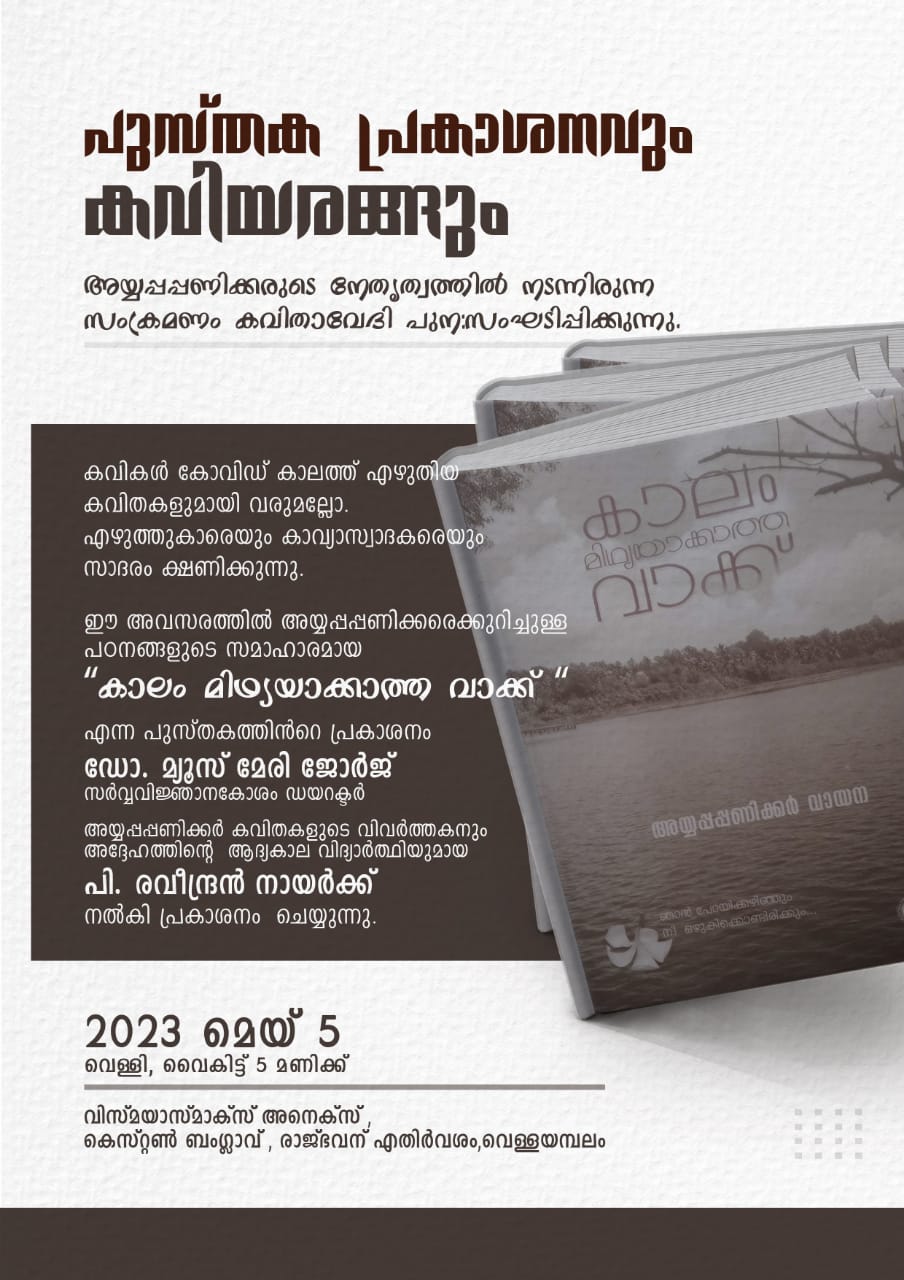 പുസ്തക പ്രകാശനവും
കവിയരങ്ങും
അയ്യപ്പപ്പണിക്കരുടെ നേതൃത്വത്തിൽ നടന്നിരുന്ന
സംക്രമണം കവിതാവേദി പുന:സംഘടിപ്പിക്കുന്നു.
കവികൾ കോവിഡ് കാലത്ത് എഴുതിയ
കവിതകളുമായി വരുമല്ലോ.
എഴുത്തുകാരെയും കാവ്യാസ്വാദകരെയും
സാദരം ക്ഷണിക്കുന്നു.
ഈ അവസരത്തിൽ അയ്യപ്പപ്പണിക്കരെക്കുറിച്ചുള്ള
പഠനങ്ങളുടെ സമാഹാരമായ
“കാലം മിഥ്യയാക്കാത്ത വാക്ക് “
എന്ന പുസ്തകത്തിൻറെ പ്രകാശനം
ഡോ. മ്യൂസ് മേരി ജോർജ്
സർവ്വവിജ്ഞാനകോശം ഡയറക്ടർ
അയ്യപ്പപ്പണിക്കർ കവിതകളുടെ വിവർത്തകനും
അദ്ദേഹത്തിന്റെ ആദ്യകാല വിദ്യാർത്ഥിയുമായ
പി. രവീന്ദ്രൻ നായർക്ക്
നൽകി പ്രകാശനം ചെയ്യുന്നു.
കാലം
മിഥ്യയാക്കാത്ത
വാക്ക്
അയ്യപ്പപ്പണിക്കർ വായന
ഞാൻ പോയിക്കഴിഞ്ഞും
നീ ഒഴുകിക്കൊണ്ടിരിക്കും...
2023 മെയ് 5
വെള്ളി, വൈകിട്ട് 5 മണിക്ക്
വിസ്മയാസ്മാക്സ് അനെക്സ് ,
കെസ്റ്റൺ ബംഗ്ലാവ് , രാജ്ഭവന് എതിർവശം,വെള്ളയമ്പലം